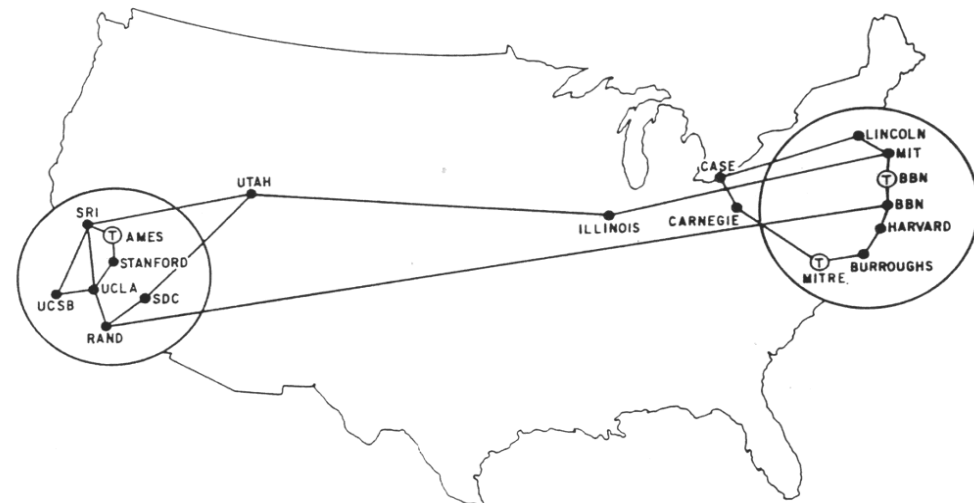 LINCOLN
MIT
T BBN
CASE
UTAH
BBN
SRI
ILLINOIS
CARNEGIE
HARVARD
T AMES
STANFORD
T
BURROUGHS
MITRE.
UCSB
UCLA
SDC
RAND